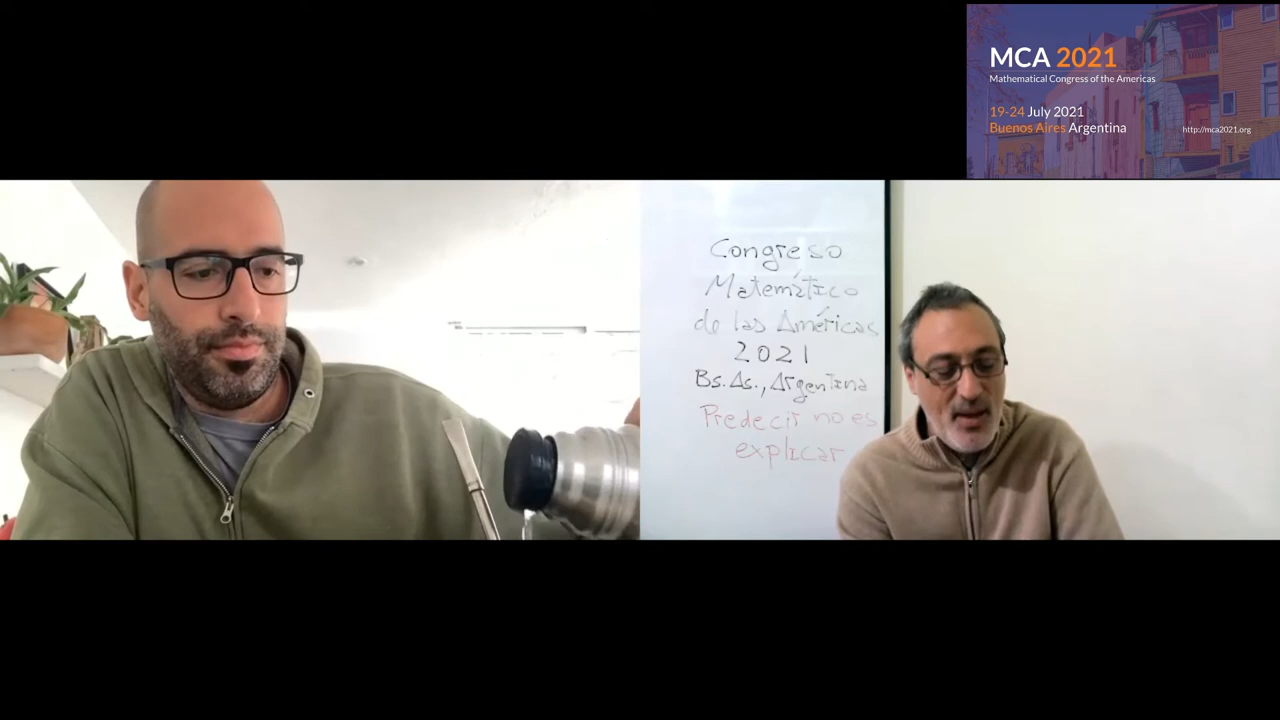 MCA 2021
Mathematical Congress of the Americas
19-24 July 2021
Buenos Aires Argentina
http://mca2021.org
Congreso
Matemático
de las Américas
2021
Bs.As., Argentina
Predecir no es
explicar